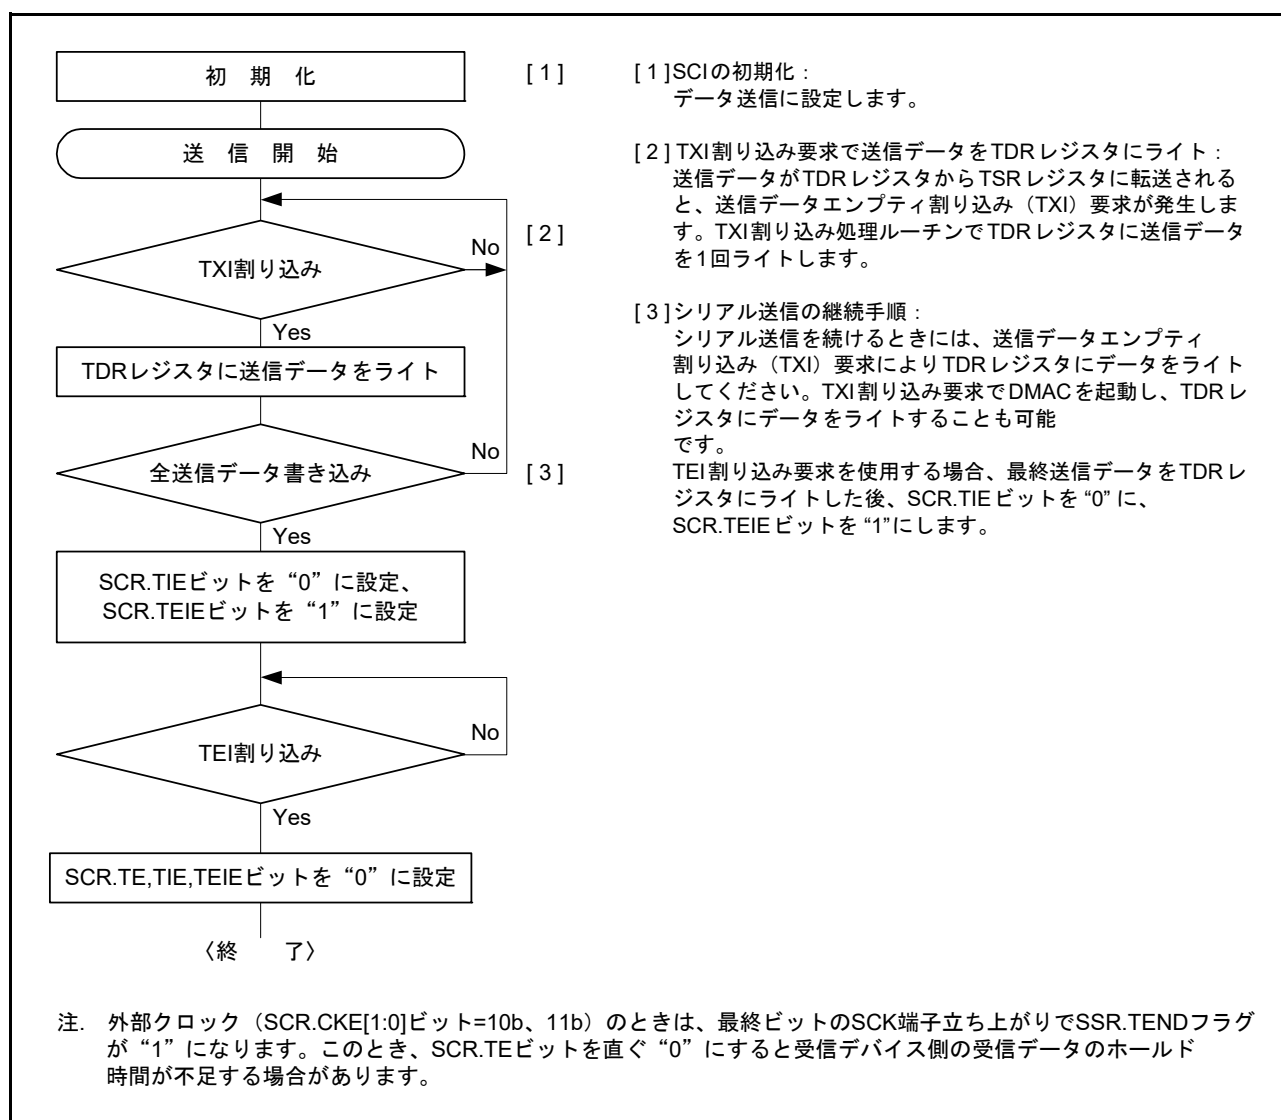 初 期 化
[ 1 ]
送 信 開 始
[ 2 ]
TXI割り込み
No
Yes
TDRレジスタに送信データをライト
全送信データ書き込み
No
[ 3 ]
Yes
SCR.TIEビットを“0”に設定、
SCR.TEIEビットを“1”に設定
TEI割り込み
No
Yes
SCR.TE,TIE,TEIEビットを“0”に設定
〈終 了〉
[ 1 ]SCIの初期化：
データ送信に設定します。
[ 2 ] TXI割り込み要求で送信データをTDRレジスタにライト：
送信データがTDRレジスタからTSRレジスタに転送される
と、送信データエンプティ割り込み（TXI）要求が発生しま
す。TXI割り込み処理ルーチンでTDRレジスタに送信データ
を1回ライトします。
[ 3 ]シリアル送信の継続手順：
シリアル送信を続けるときには、送信データエンプティ
割り込み（TXI）要求によりTDRレジスタにデータをライト
してください。TXI割り込み要求でDMACを起動し、TDRレ
ジスタにデータをライトすることも可能
です。
TEI割り込み要求を使用する場合、最終送信データをTDRレ
ジスタにライトした後、SCR.TIEビットを “0” に、
SCR.TEIEビットを “1”にします。
注. 外部クロック（SCR.CKE[1:0]ビット=10b、11b）のときは、最終ビットのSCK端子立ち上がりでSSR.TENDフラグ
が“1”になります。このとき、SCR.TEビットを直ぐ“0”にすると受信デバイス側の受信データのホールド
時間が不足する場合があります。